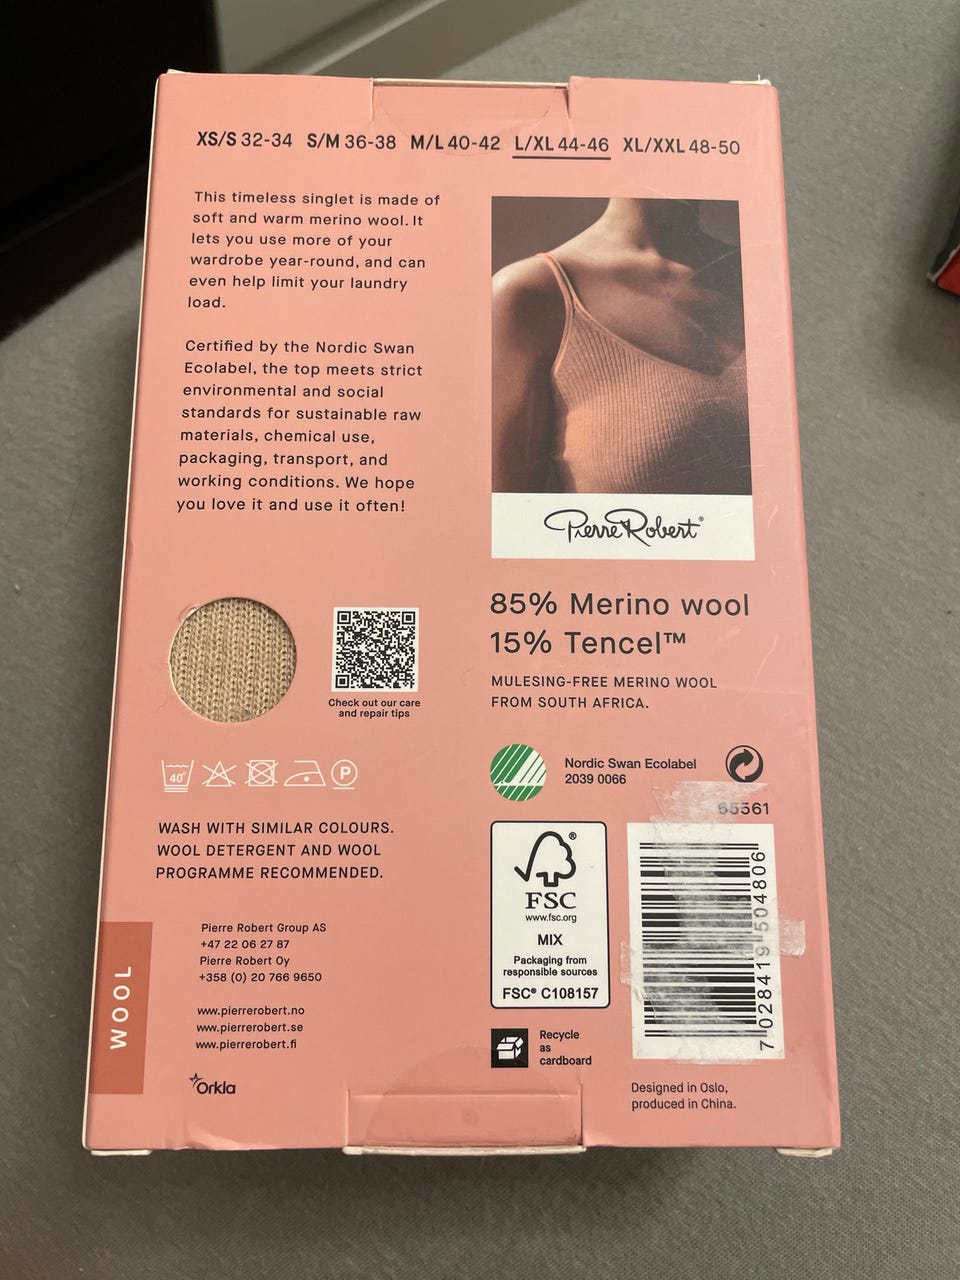 XS/S 32-34 S/M 36-38 M/L 40-42 L/XL 44-46 XL/XXL 48-50
This timeless singlet is made of
soft and warm merino wool. It
lets you use more of your
wardrobe year-round, and can
even help limit your laundry
load.
Certified by the Nordic Swan
Ecolabel, the top meets strict
environmental and social
standards for sustainable raw
materials, chemical use,
packaging, transport, and
working conditions. We hope
you love it and use it often!
Pierre Robert®
85% Merino wool
15% Tencel™
MULESING-FREE MERINO WOOL
FROM SOUTH AFRICA.
Check out our care
and repair tips
40°
P
WASH WITH SIMILAR COLOURS.
WOOL DETERGENT AND WOOL
PROGRAMME RECOMMENDED.
Nordic Swan Ecolabel
2039 0066
65561
®
FSC
www.fsc.org
MIX
Packaging from
responsible sources
FSC® C108157
7 028419 504806
WOOL
Pierre Robert Group AS
+47 22 06 27 87
Pierre Robert Oy
+358 (0) 20 766 9650
www.pierrerobert.no
www.pierrerobert.se
www.pierrerobert.fi
Orkla
Recycle
as
cardboard
Designed in Oslo,
produced in China.